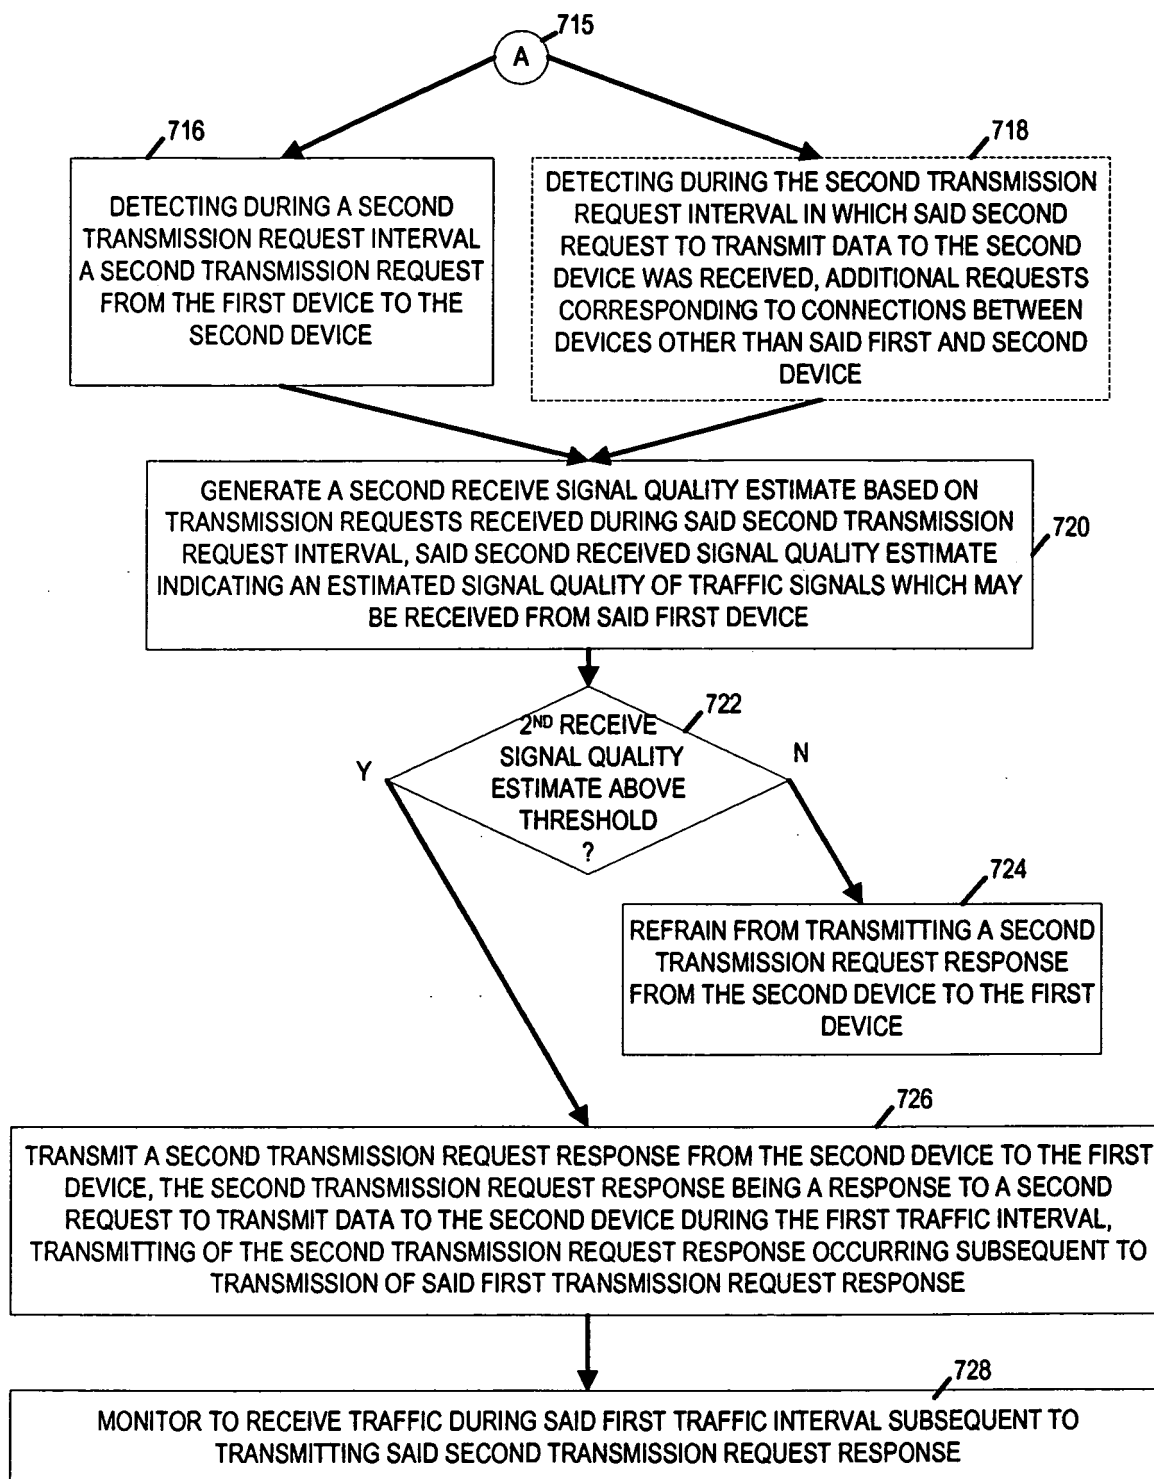 715
A
716
DETECTING DURING A SECOND
TRANSMISSION REQUEST INTERVAL
A SECOND TRANSMISSION REQUEST
FROM THE FIRST DEVICE TO THE
SECOND DEVICE
718
DETECTING DURING THE SECOND TRANSMISSION
REQUEST INTERVAL IN WHICH SAID SECOND
REQUEST TO TRANSMIT DATA TO THE SECOND
DEVICE WAS RECEIVED, ADDITIONAL REQUESTS
CORRESPONDING TO CONNECTIONS BETWEEN
DEVICES OTHER THAN SAID FIRST AND SECOND
DEVICE
GENERATE A SECOND RECEIVE SIGNAL QUALITY ESTIMATE BASED ON
TRANSMISSION REQUESTS RECEIVED DURING SAID SECOND TRANSMISSION
REQUEST INTERVAL, SAID SECOND RECEIVED SIGNAL QUALITY ESTIMATE
INDICATING AN ESTIMATED SIGNAL QUALITY OF TRAFFIC SIGNALS WHICH MAY
BE RECEIVED FROM SAID FIRST DEVICE
720
722
2ND RECEIVE
SIGNAL QUALITY
ESTIMATE ABOVE
THRESHOLD
?
Y
N
724
REFRAIN FROM TRANSMITTING A SECOND
TRANSMISSION REQUEST RESPONSE
FROM THE SECOND DEVICE TO THE FIRST
DEVICE
726
TRANSMIT A SECOND TRANSMISSION REQUEST RESPONSE FROM THE SECOND DEVICE TO THE FIRST
DEVICE, THE SECOND TRANSMISSION REQUEST RESPONSE BEING A RESPONSE TO A SECOND
REQUEST TO TRANSMIT DATA TO THE SECOND DEVICE DURING THE FIRST TRAFFIC INTERVAL,
TRANSMITTING OF THE SECOND TRANSMISSION REQUEST RESPONSE OCCURRING SUBSEQUENT TO
TRANSMISSION OF SAID FIRST TRANSMISSION REQUEST RESPONSE
728
MONITOR TO RECEIVE TRAFFIC DURING SAID FIRST TRAFFIC INTERVAL SUBSEQUENT TO
TRANSMITTING SAID SECOND TRANSMISSION REQUEST RESPONSE